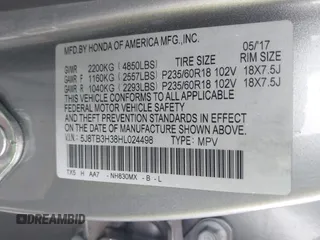 MFD. BY HONDA OF AMERICA MFG.,INC. 05/17
TIRE SIZE RIM SIZE
GVWR 2200KG (4850LBS)
GAWR F 1160KG (2557LBS) P235/60R18 102V 18X7.5J
GAWR R 1040KG (2293LBS) P235/60R18 102V 18X7.5J
THIS VEHICLE CONFORMS TO ALL APPLICABLE
FEDERAL MOTOR VEHICLE SAFETY AND THEFT
PREVENTION STANDARDS IN EFFECT ON THE DATE
OF MANUFACTURE SHOWN ABOVE.
V.I.N.: 5J8TB3H38HL024498 TYPE: MPV
TX5 H AA7 - NH830MX - B - L
DREAMBID